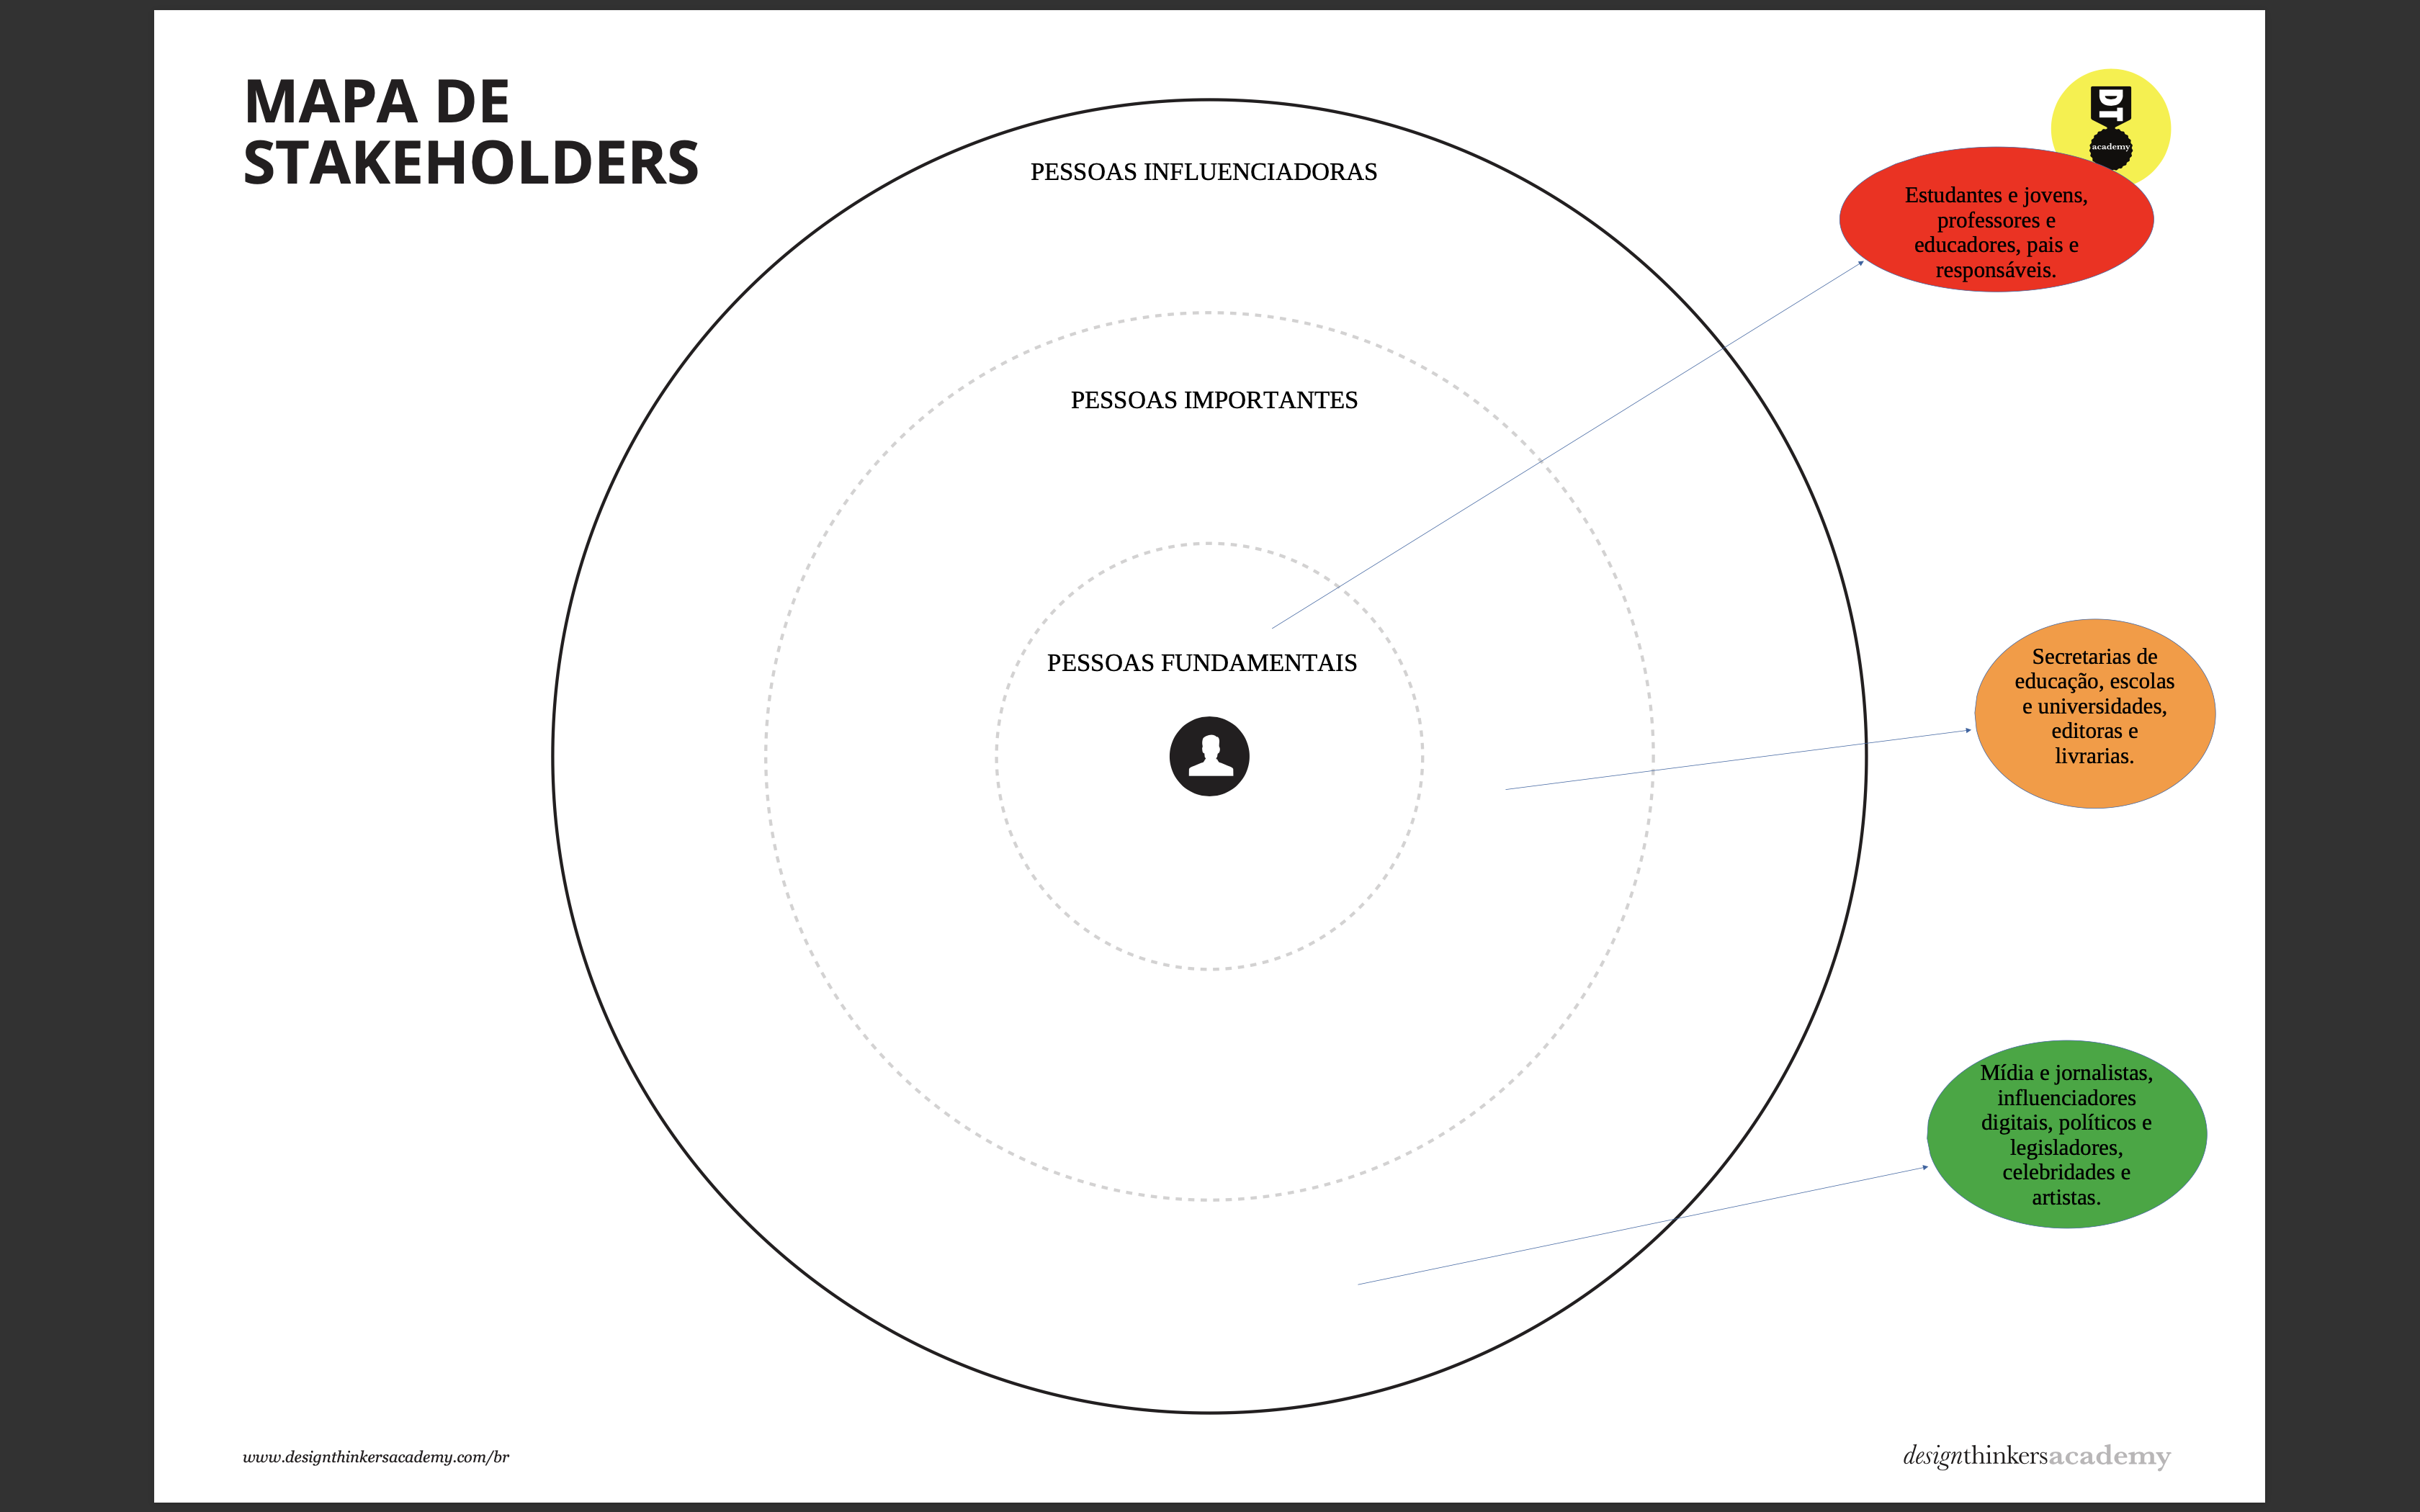 MAPA DE
STAKEHOLDERS
PESSOAS INFLUENCIADORAS
DT
academy
Estudantes e jovens,
professores e
educadores, pais e
responsáveis.
PESSOAS IMPORTANTES
PESSOAS FUNDAMENTAIS
Secretarias de
educação, escolas
e universidades,
editoras e
livrarias.
Mídia e jornalistas,
influenciadores
digitais, políticos e
legisladores,
celebridades e
artistas.
www.designthinkersacademy.com/br
designthinkersacademy